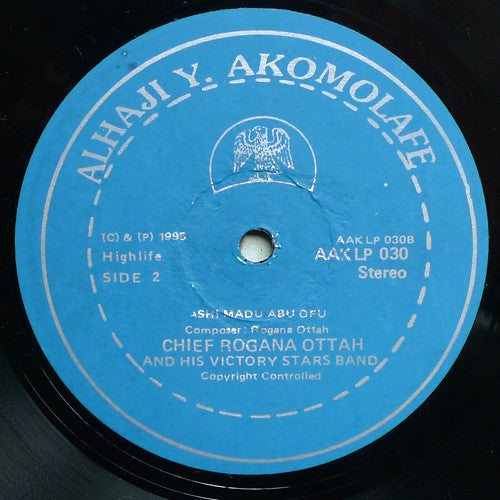 ALHAJI Y. AKOMOLAFE
(C) & (P) 1995
Highlife
SIDE 2
AAK LP 030B
AAK LP 030
Stereo
ASHI MADU ABU OFU
Composer: Rogana Ottah
CHIEF ROGANA OTTAH
AND HIS VICTORY STARS BAND
Copyright Controlled